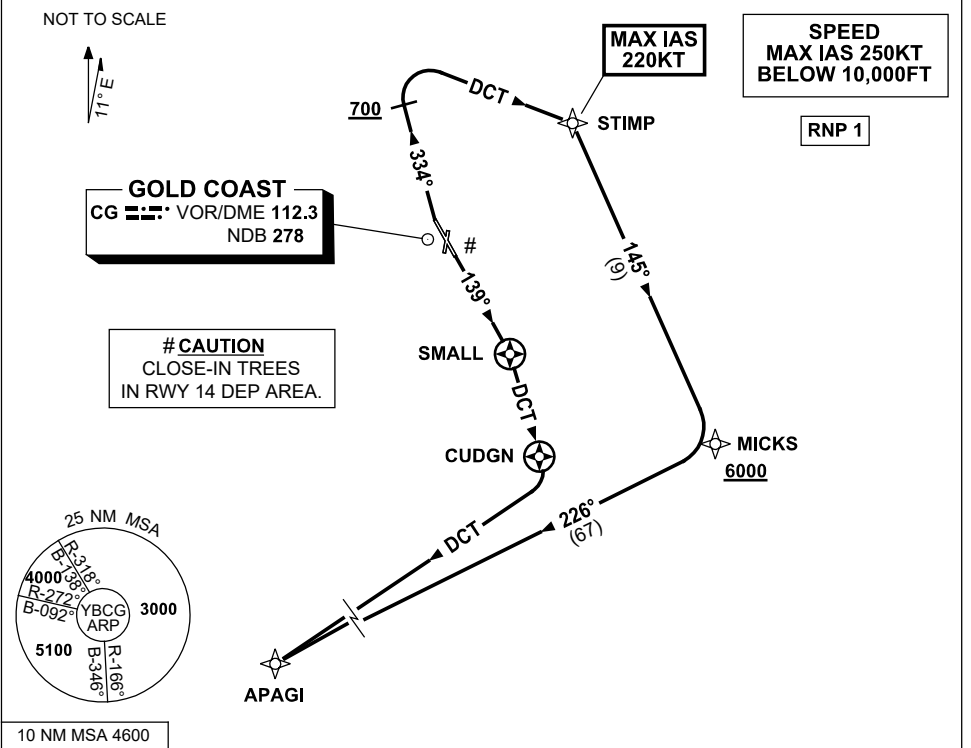 NOT TO SCALE
11° E
MAX IAS
220KT
SPEED
MAX IAS 250KT
BELOW 10,000FT
RNP 1
700
DCT
STIMP
334°
GOLD COAST
CG VOR/DME 112.3
NDB 278
#
139°
145°
(9)
# CAUTION
CLOSE-IN TREES
IN RWY 14 DEP AREA.
SMALL
DCT
CUDGN
MICKS
6000
DCT
226°
(67)
25 NM MSA
R-318°
B-138°
4000
R-272°
B-092°
YBCG
ARP
3000
5100
B-346°
R-166°
APAGI
10 NM MSA 4600